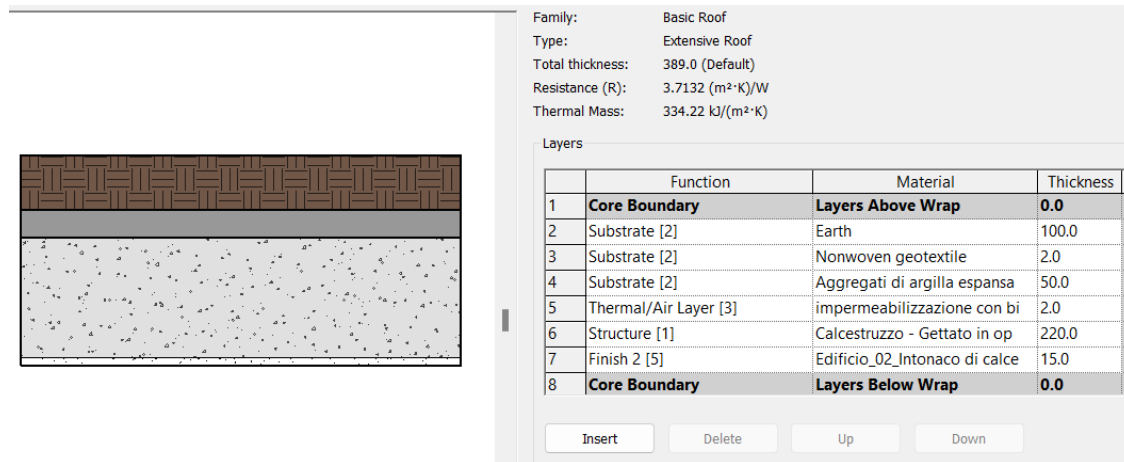 Family: Basic Roof
Type: Extensive Roof
Total thickness: 389.0 (Default)
Resistance (R): 3.7132 (m²·K)/W
Thermal Mass: 334.22 kJ/(m²·K)
Layers
Function Material Thickness
1 Core Boundary Layers Above Wrap 0.0
2 Substrate [2] Earth 100.0
3 Substrate [2] Nonwoven geotextile 2.0
4 Substrate [2] Aggregati di argilla espansa 50.0
5 Thermal/Air Layer [3] impermeabilizzazione con bi 2.0
6 Structure [1] Calcestruzzo - Gettato in op 220.0
7 Finish 2 [5] Edificio_02_Intonaco di calce 15.0
8 Core Boundary Layers Below Wrap 0.0
Insert Delete Up Down